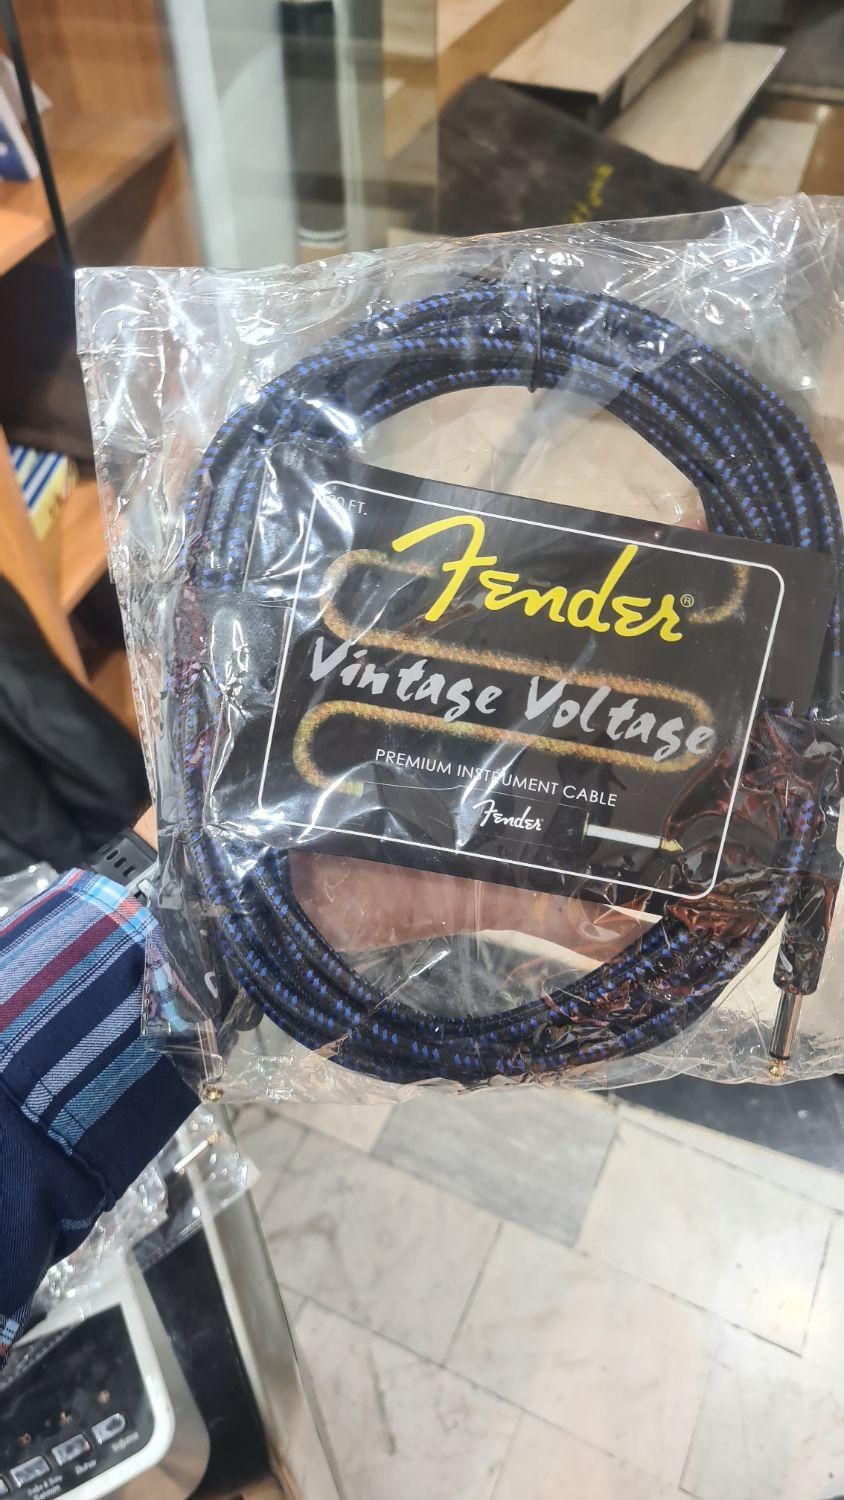 FT.
Fender®
Vintage Voltage
PREMIUM INSTRUMENT CABLE
Fender